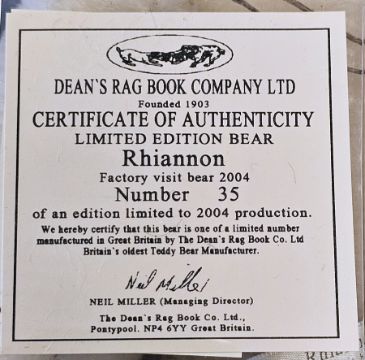 DEAN'S RAG BOOK COMPANY LTD
Founded 1903
CERTIFICATE OF AUTHENTICITY
LIMITED EDITION BEAR
Rhiannon
Factory visit bear 2004
Number 35
of an edition limited to 2004 production.
We hereby certify that this bear is one of a limited number
manufactured in Great Britain by The Dean's Rag Book Co. Ltd
Britain's oldest Teddy Bear Manufacturer.
Neil Miller
NEIL MILLER (Managing Director)
The Dean's Rag Book Co. Ltd.,
Pontypool. NP4 6YY Great Britain.